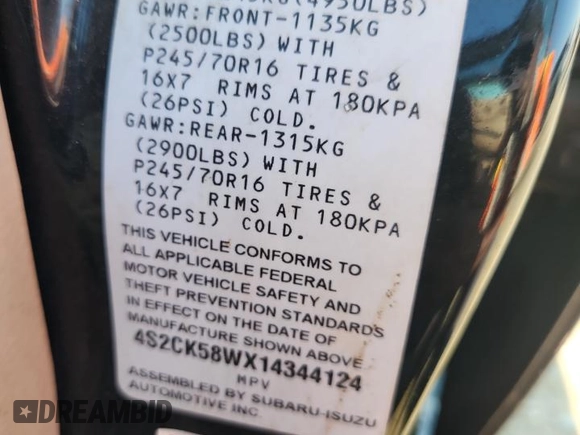 (4950LBS)
GAWR:FRONT-1135KG
(2500LBS) WITH
P245/70R16 TIRES &
16X7 RIMS AT 180KPA
(26PSI) COLD.
GAWR:REAR-1315KG
(2900LBS) WITH
P245/70R16 TIRES &
16X7 RIMS AT 180KPA
(26PSI) COLD.
THIS VEHICLE CONFORMS TO
ALL APPLICABLE FEDERAL
MOTOR VEHICLE SAFETY AND
THEFT PREVENTION STANDARDS
IN EFFECT ON THE DATE OF
MANUFACTURE SHOWN ABOVE.
4S2CK58WX14344124
MPV
ASSEMBLED BY SUBARU-ISUZU
AUTOMOTIVE INC.
DREAMBID